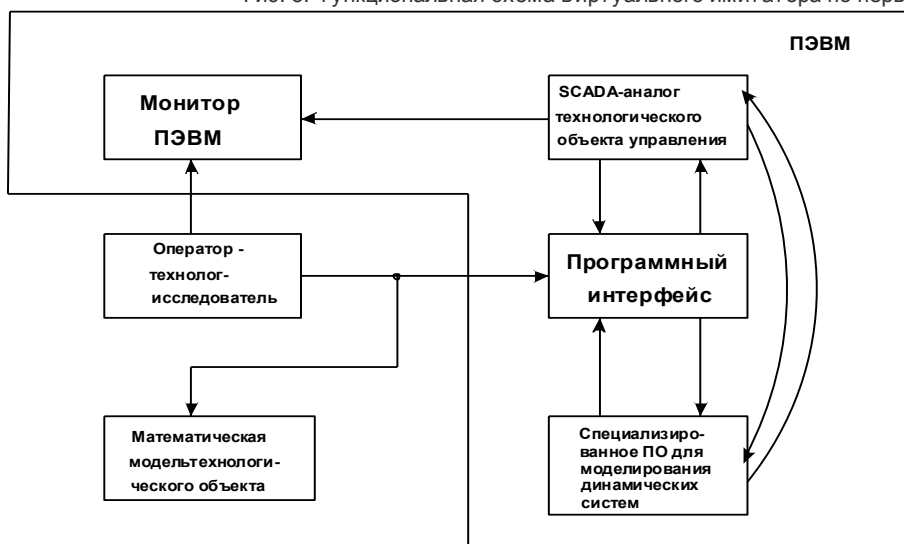 ПЭВМ
Монитор
ПЭВМ
SCADA-аналог
технологического
объекта управления
Оператор -
технолог-
исследователь
Программный
интерфейс
Математическая
модельтехнологи-
ческого объекта
Специализиро-
ванное ПО для
моделирования
динамических
систем